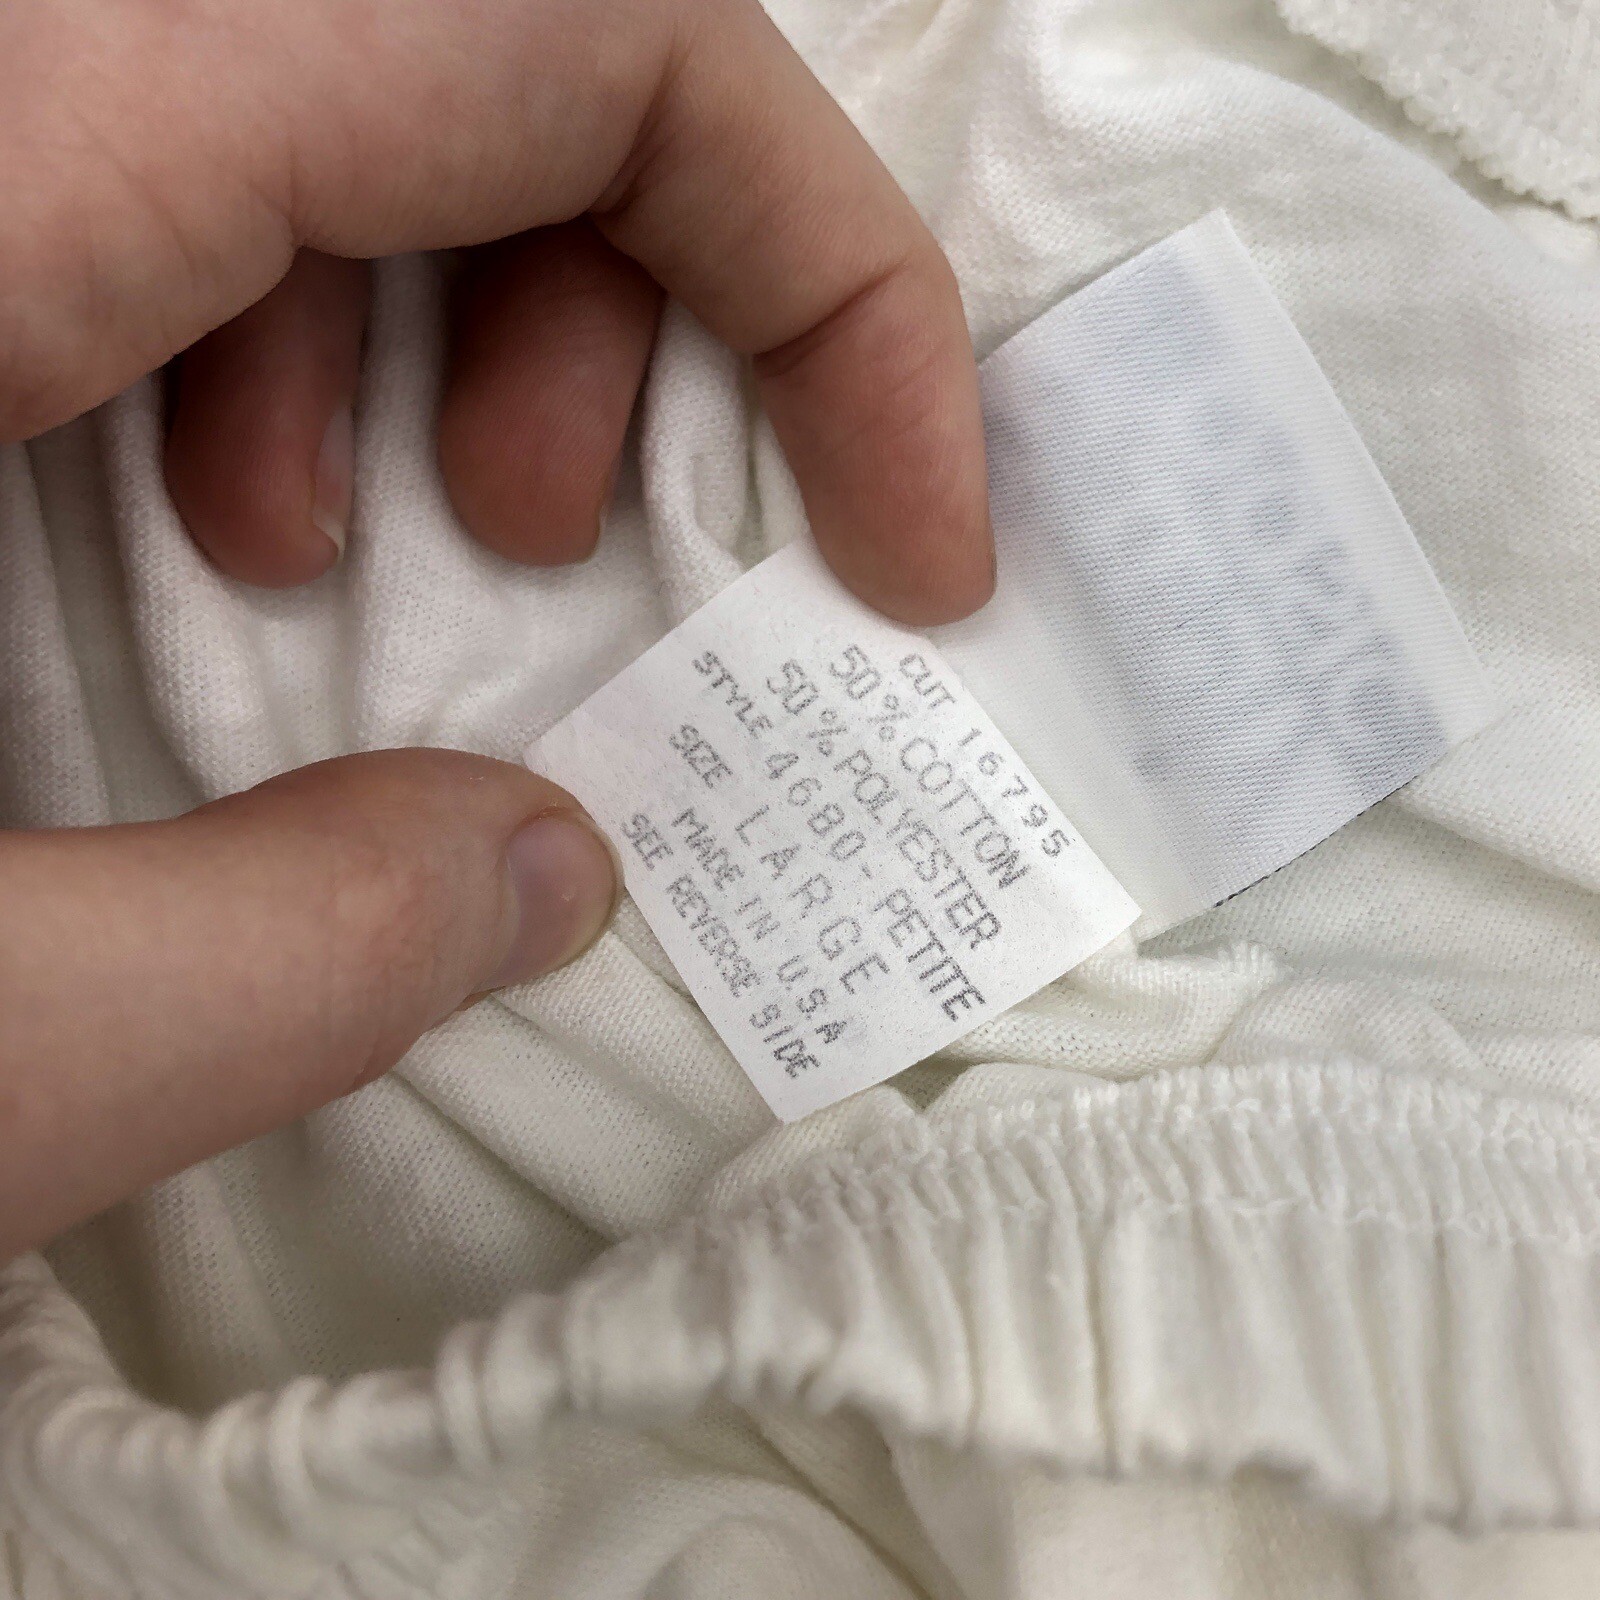 CUT 16795
50% COTTON
50% POLYESTER
STYLE 4680- PETITE
SIZE LARGE
MADE IN U.S.A
SEE REVERSE SIDE